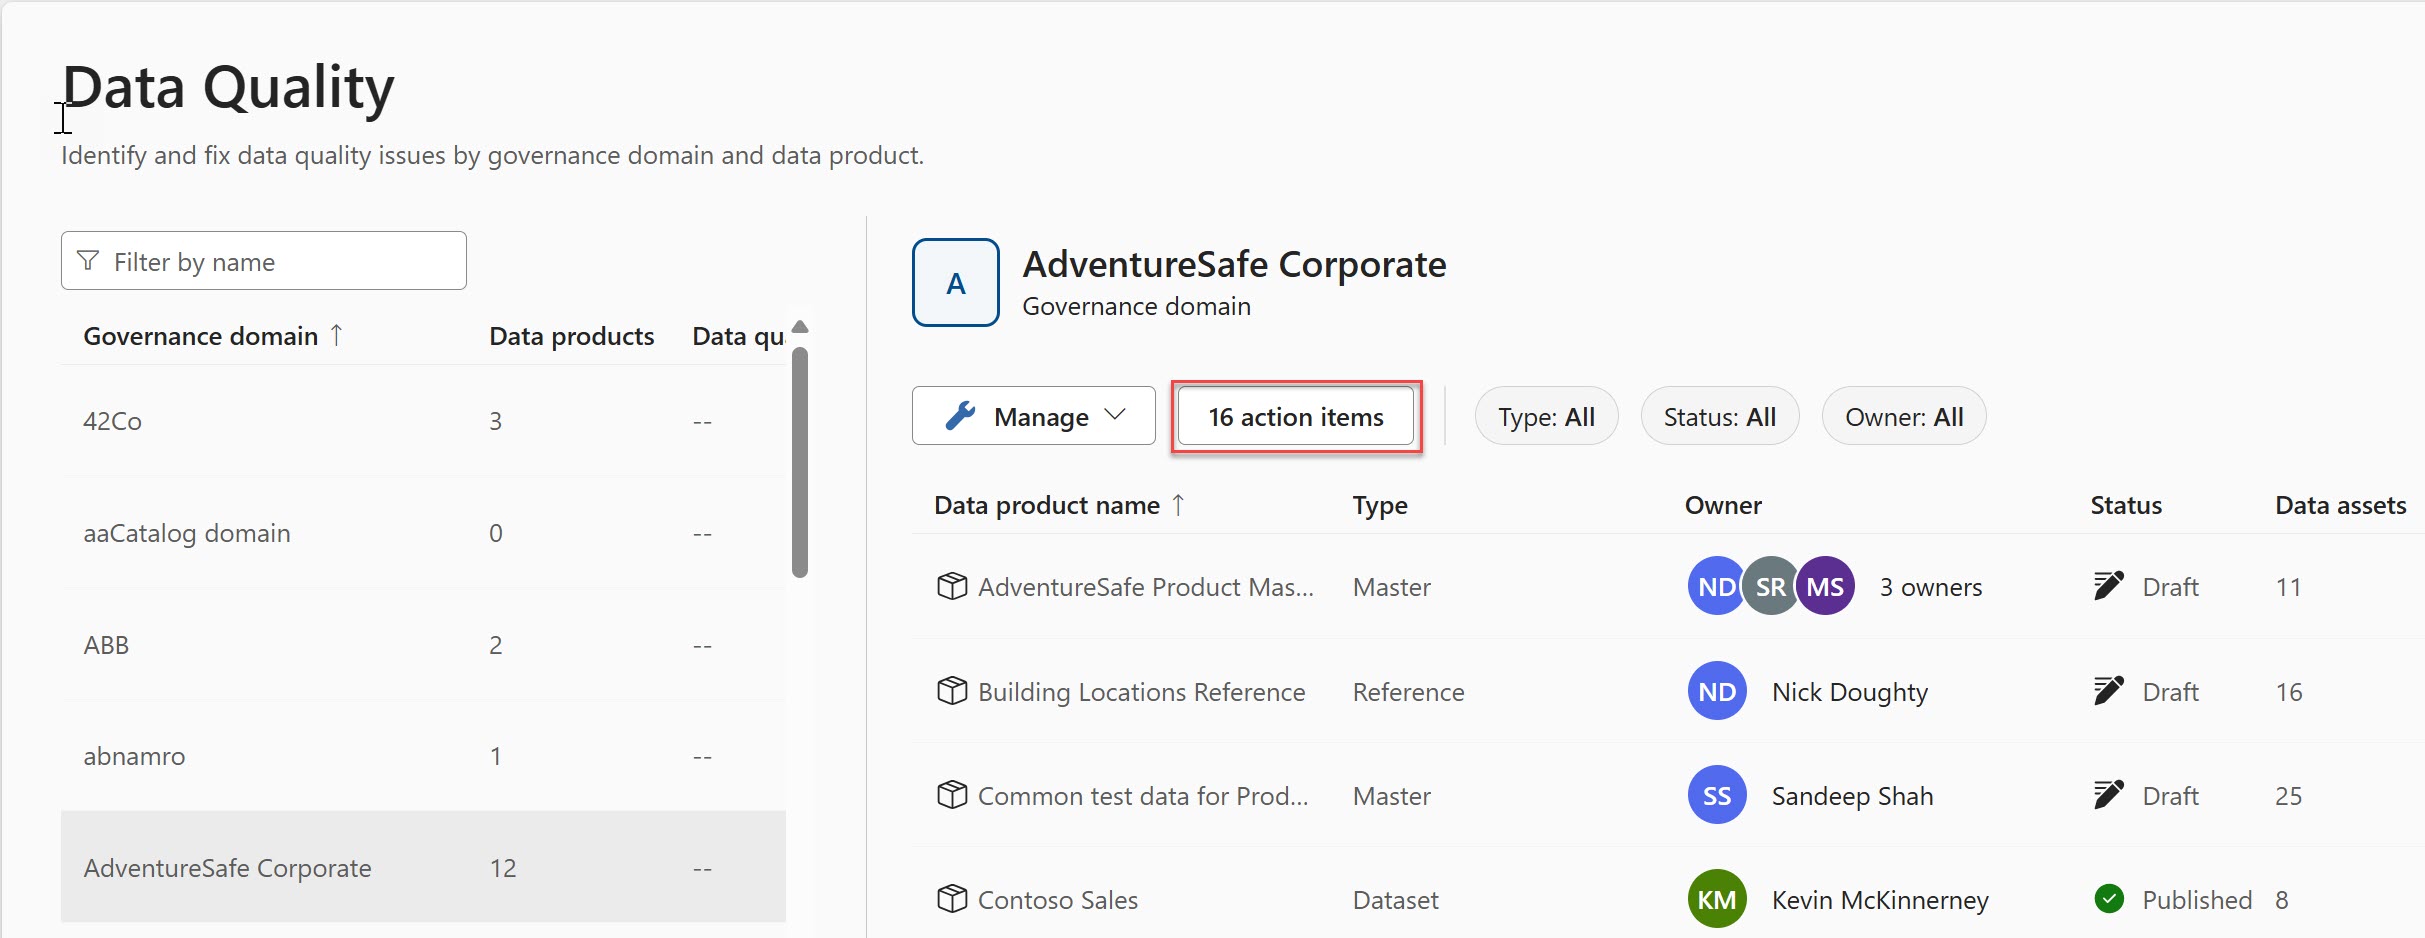 Data Quality
Identify and fix data quality issues by governance domain and data product.
Filter by name
Governance domain ↑ Data products Data qu
42Co 3 --
aaCatalog domain 0 --
ABB 2 --
abnamro 1 --
AdventureSafe Corporate 12 --
A
AdventureSafe Corporate
Governance domain
Manage 16 action items Type: All Status: All Owner: All
Data product name ↑ Type Owner Status Data assets
AdventureSafe Product Mas... Master ND SR MS 3 owners Draft 11
Building Locations Reference Reference ND Nick Doughty Draft 16
Common test data for Prod... Master SS Sandeep Shah Draft 25
Contoso Sales Dataset KM Kevin McKinnerney Published 8